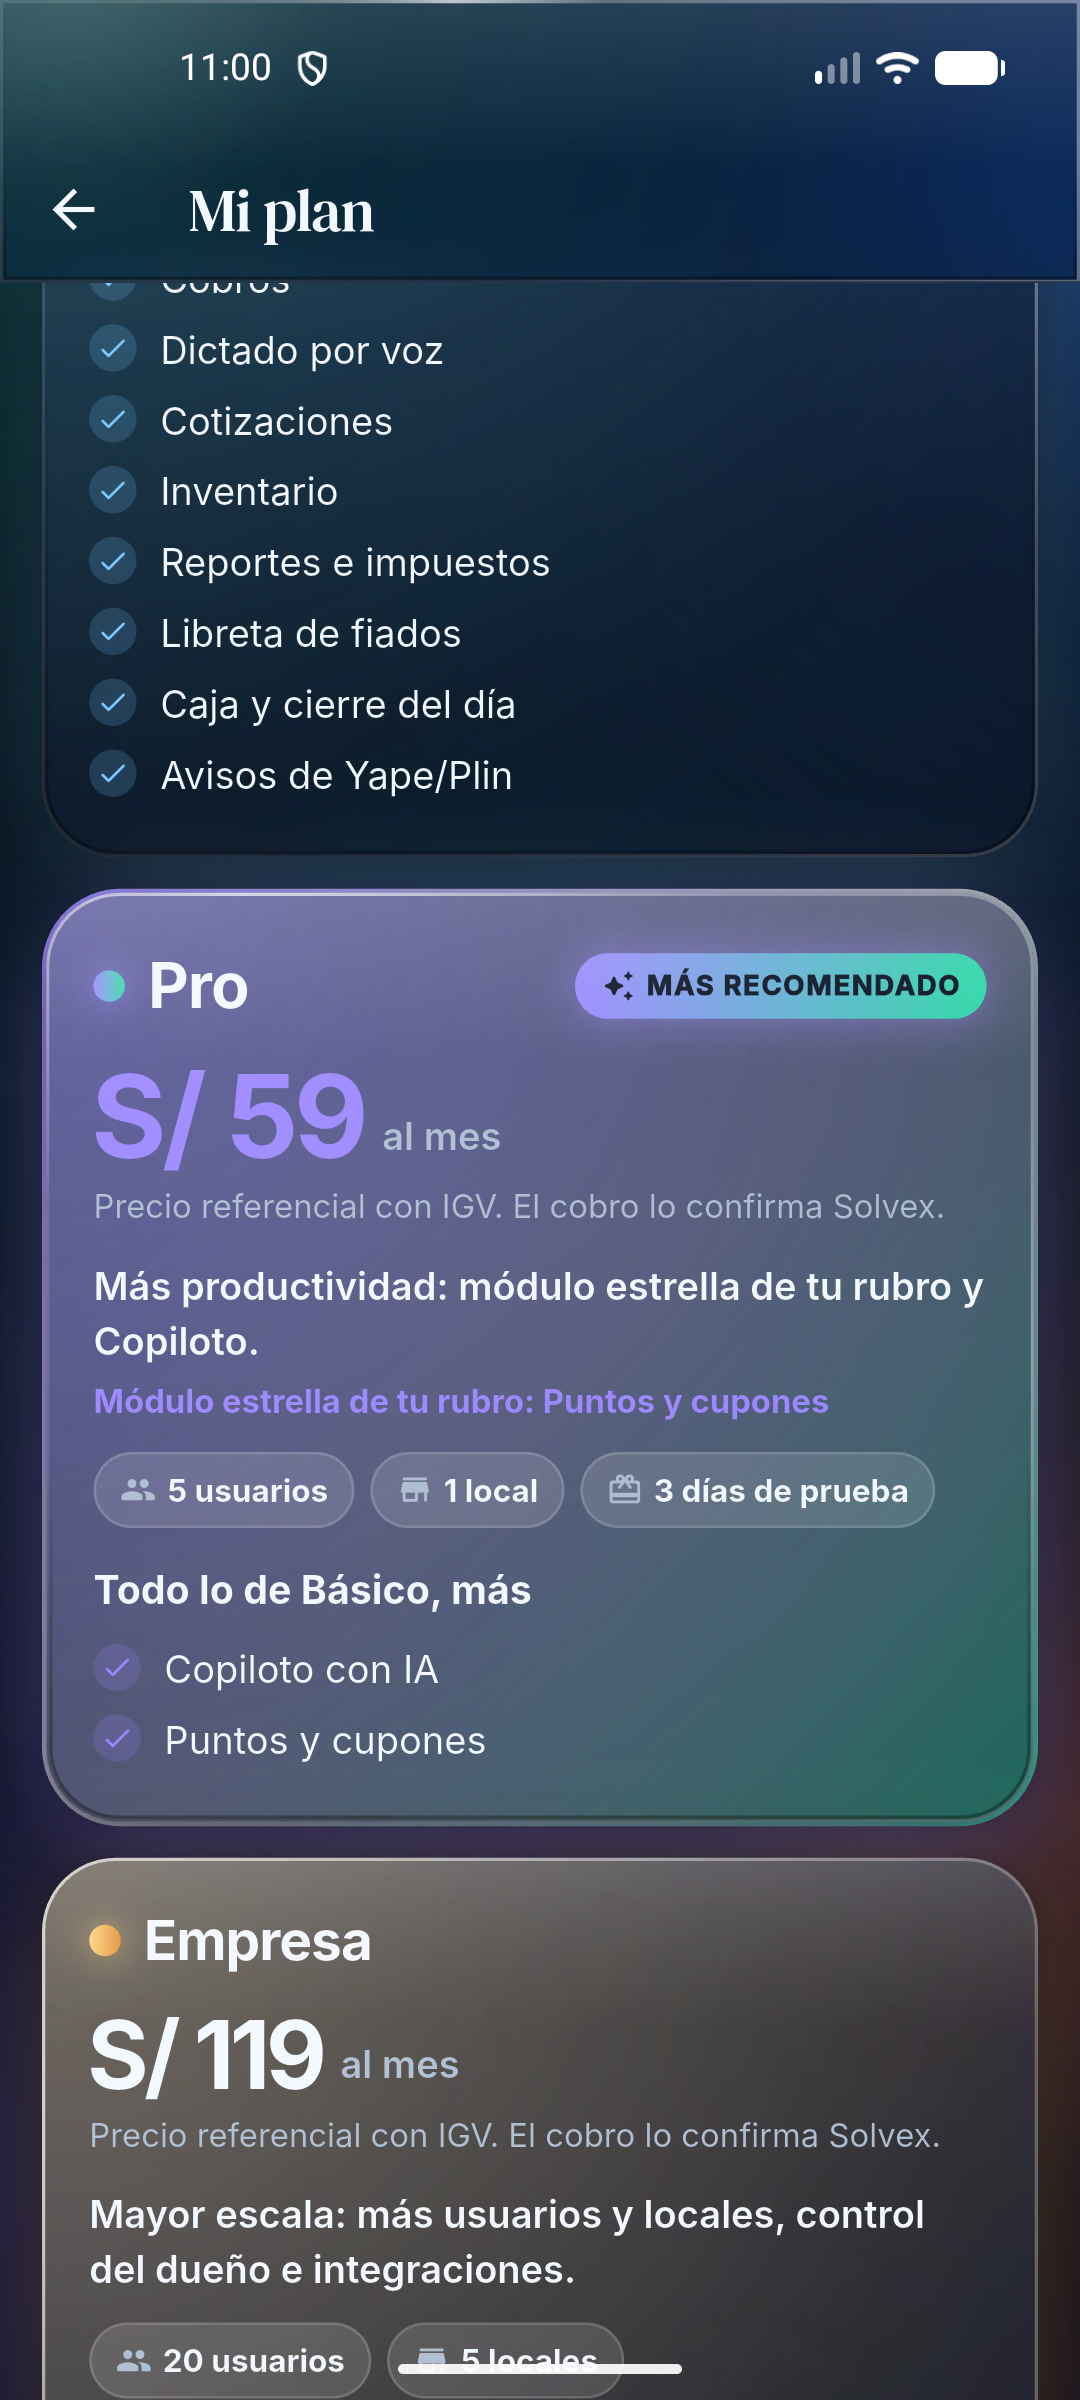 11:00
Mi plan
Cobros
Dictado por voz
Cotizaciones
Inventario
Reportes e impuestos
Libreta de fiados
Caja y cierre del día
Avisos de Yape/Plin
Pro
MÁS RECOMENDADO
S/ 59 al mes
Precio referencial con IGV. El cobro lo confirma Solvex.
Más productividad: módulo estrella de tu rubro y
Copiloto.
Módulo estrella de tu rubro: Puntos y cupones
5 usuarios 1 local 3 días de prueba
Todo lo de Básico, más
Copiloto con IA
Puntos y cupones
Empresa
S/ 119 al mes
Precio referencial con IGV. El cobro lo confirma Solvex.
Mayor escala: más usuarios y locales, control
del dueño e integraciones.
20 usuarios 5 locales